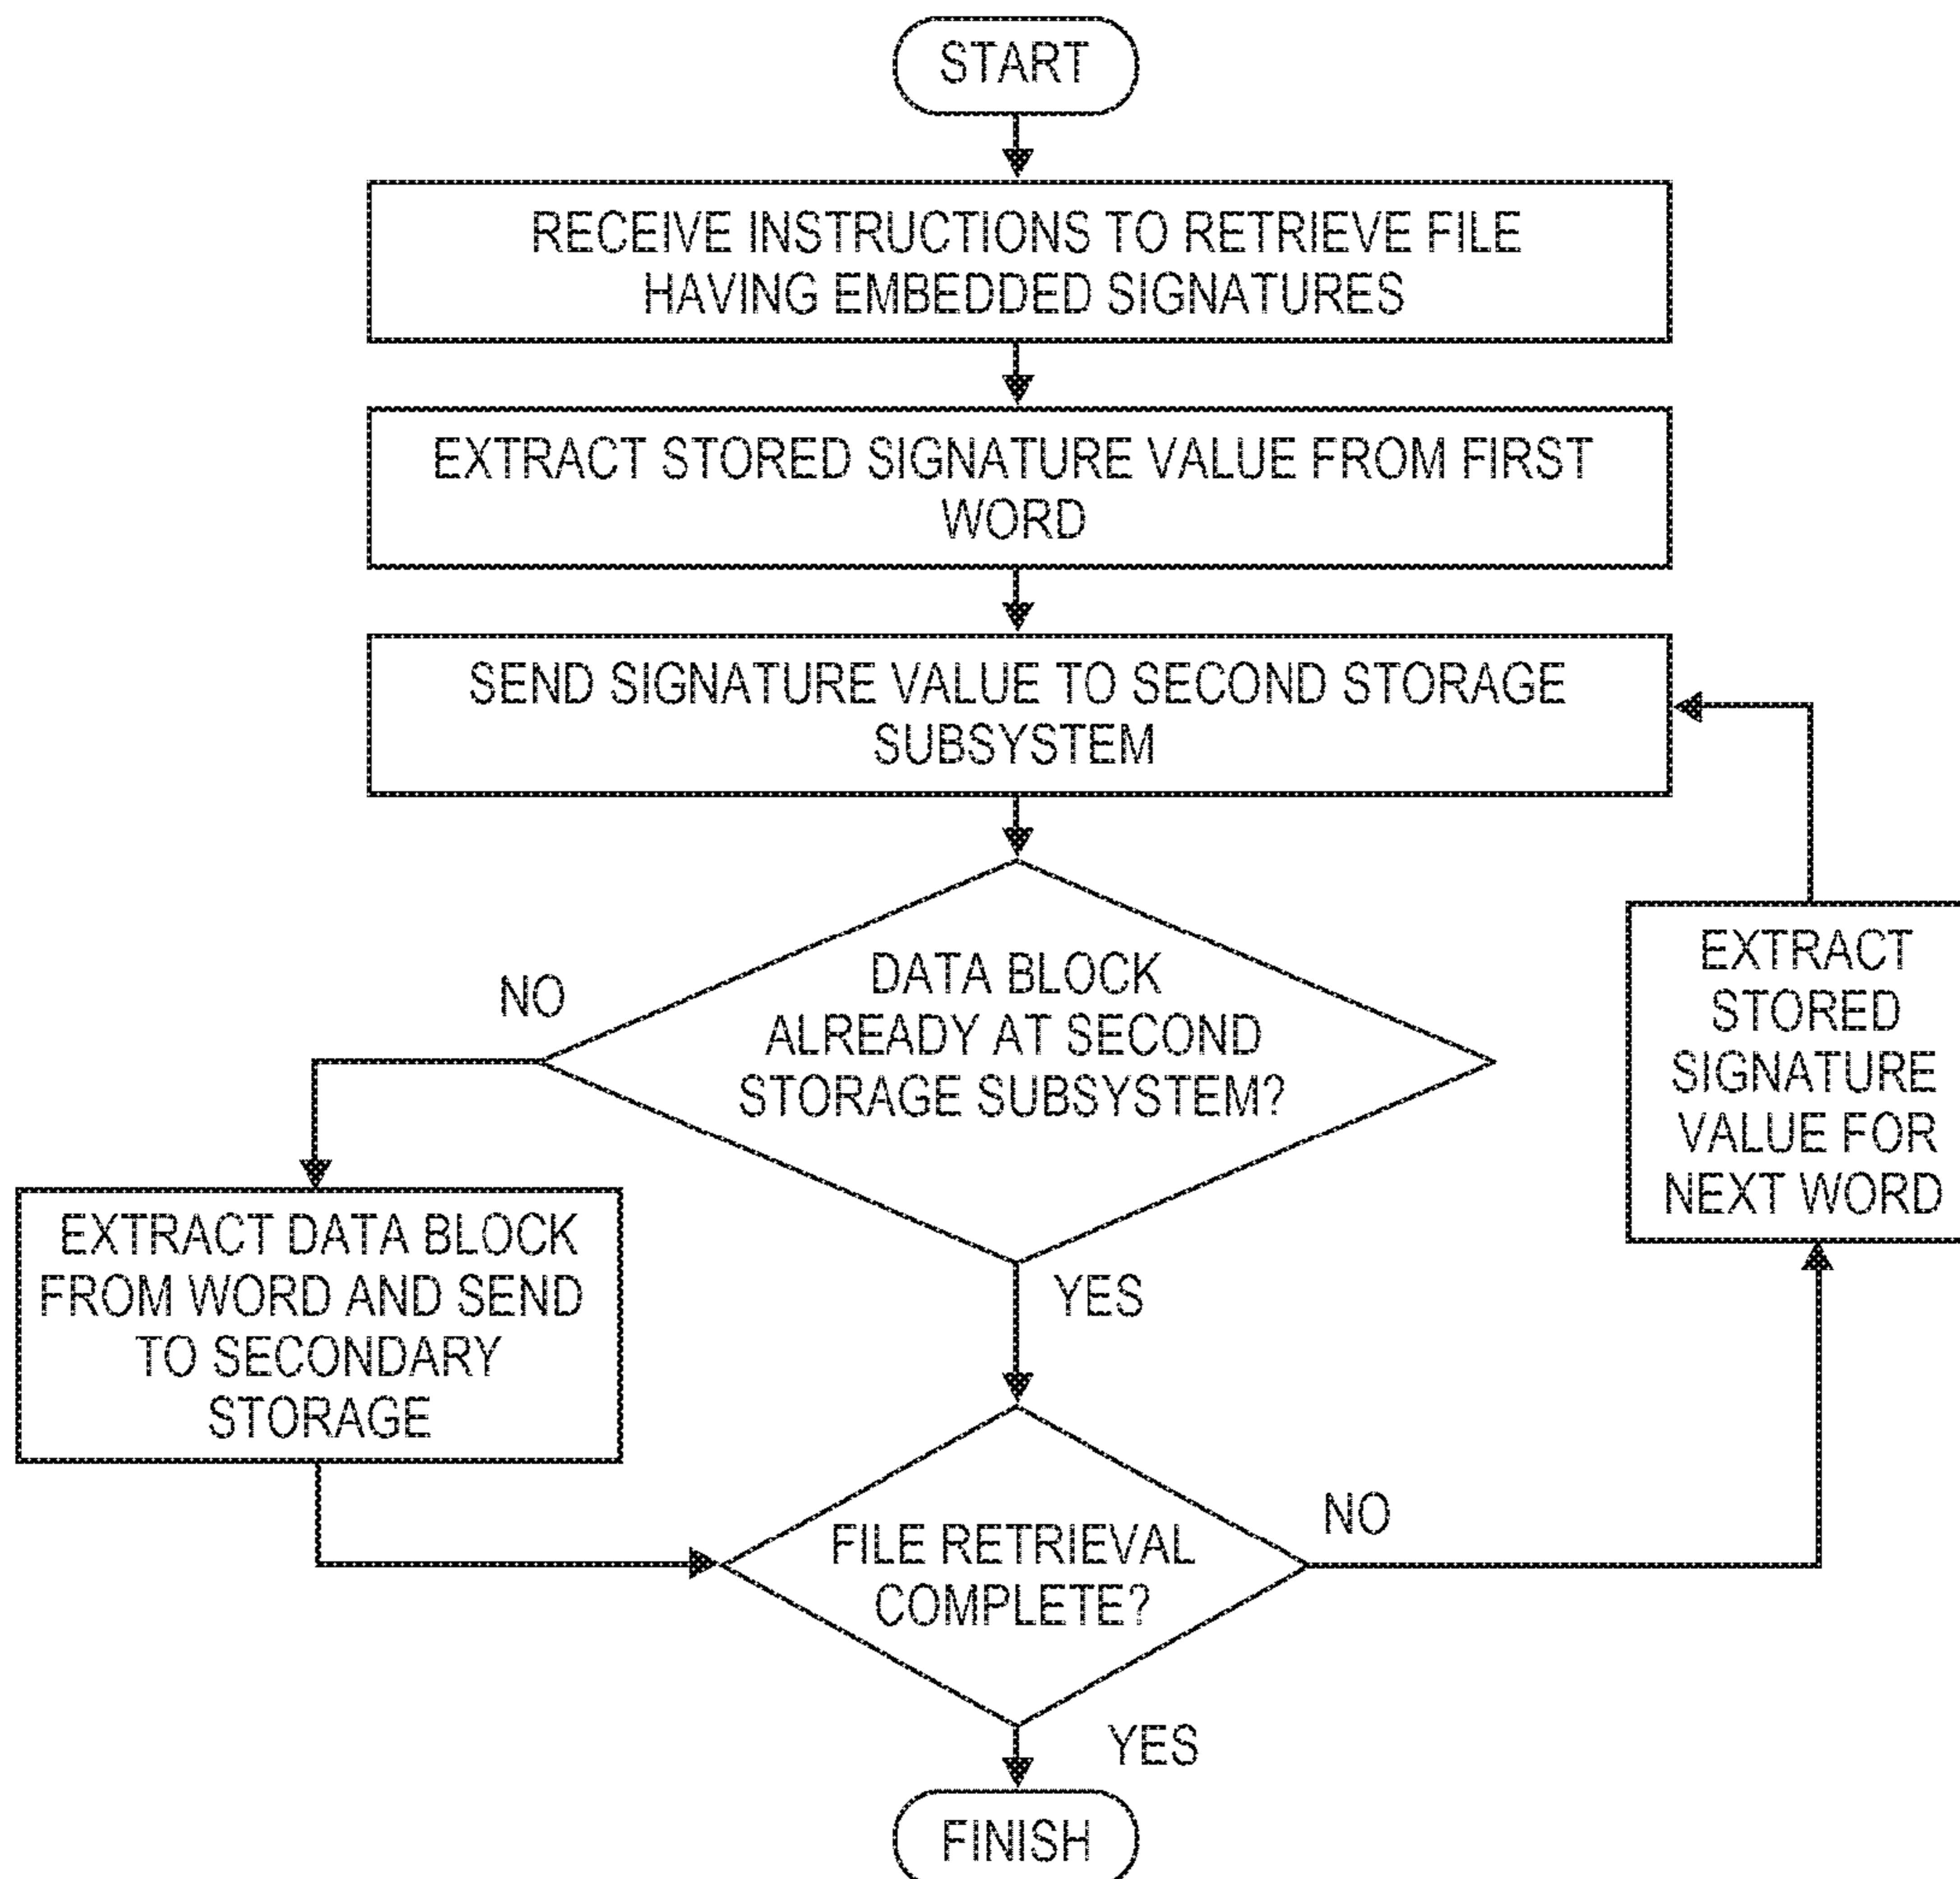 START
RECEIVE INSTRUCTIONS TO RETRIEVE FILE
HAVING EMBEDDED SIGNATURES
EXTRACT STORED SIGNATURE VALUE FROM FIRST
WORD
SEND SIGNATURE VALUE TO SECOND STORAGE
SUBSYSTEM
DATA BLOCK
ALREADY AT SECOND
STORAGE SUBSYSTEM?
NO
YES
EXTRACT DATA BLOCK
FROM WORD AND SEND
TO SECONDARY
STORAGE
FILE RETRIEVAL
COMPLETE?
NO
EXTRACT
STORED
SIGNATURE
VALUE FOR
NEXT WORD
YES
FINISH